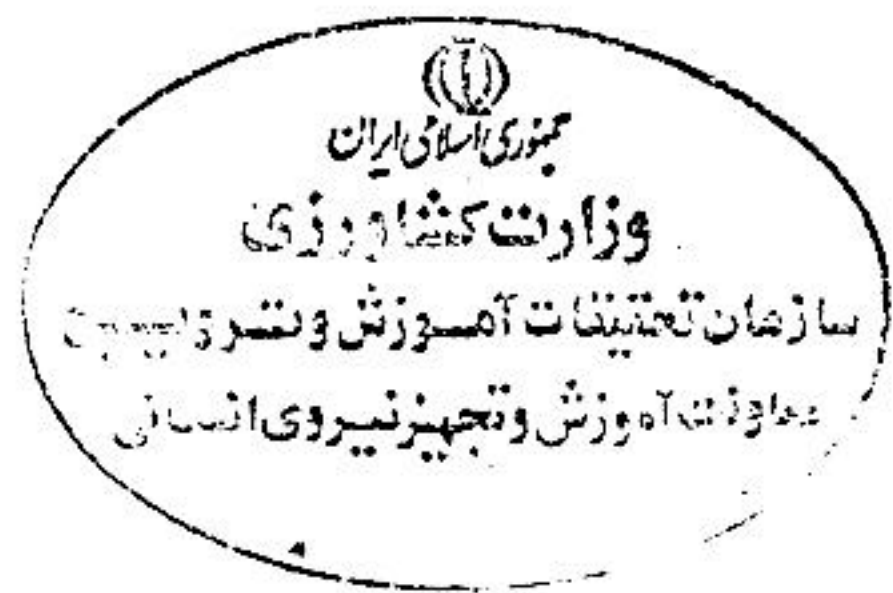 جمهوری اسلامی ایران
وزارت کشاورزی
سازمان تحقیقات آموزش و ترویج
معاونت آموزش و تجهیز نیروی انسانی